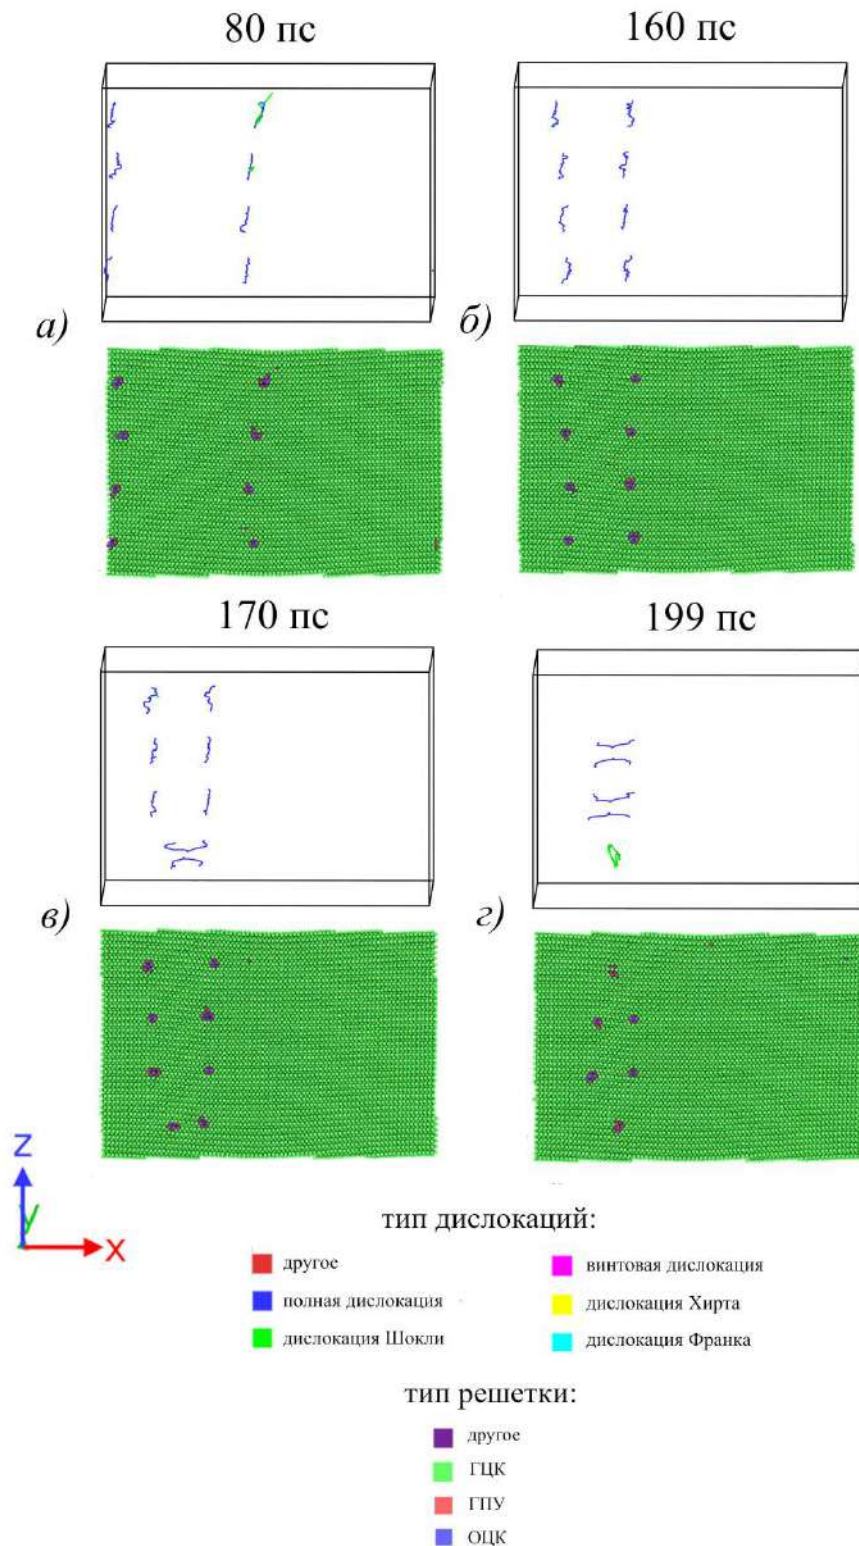 80 пс 160 пс
а) б)
170 пс 199 пс
в) г)
Z
y
X
тип дислокаций:
другое винтовая дислокация
полная дислокация дислокация Хирта
дислокация Шокли дислокация Франка
тип решетки:
другое
ГЦК
ГПУ
ОЦК